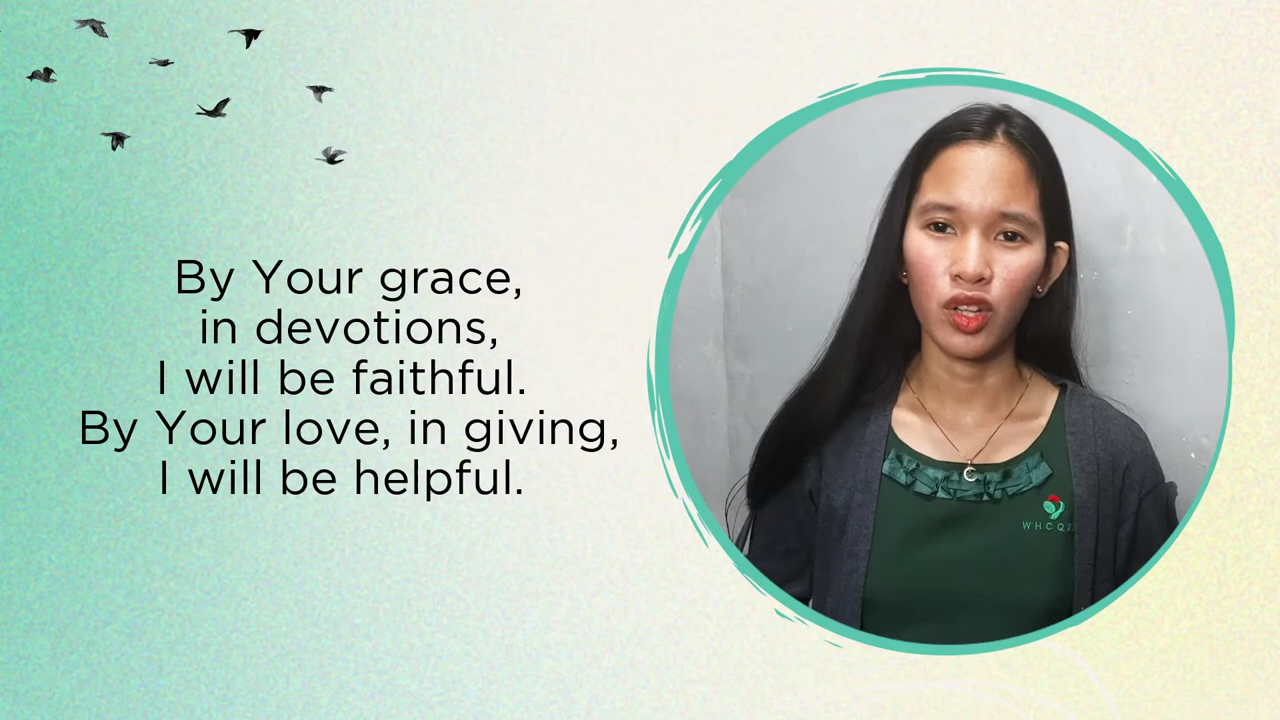 By Your grace,
in devotions,
I will be faithful.
By Your love, in giving,
I will be helpful.